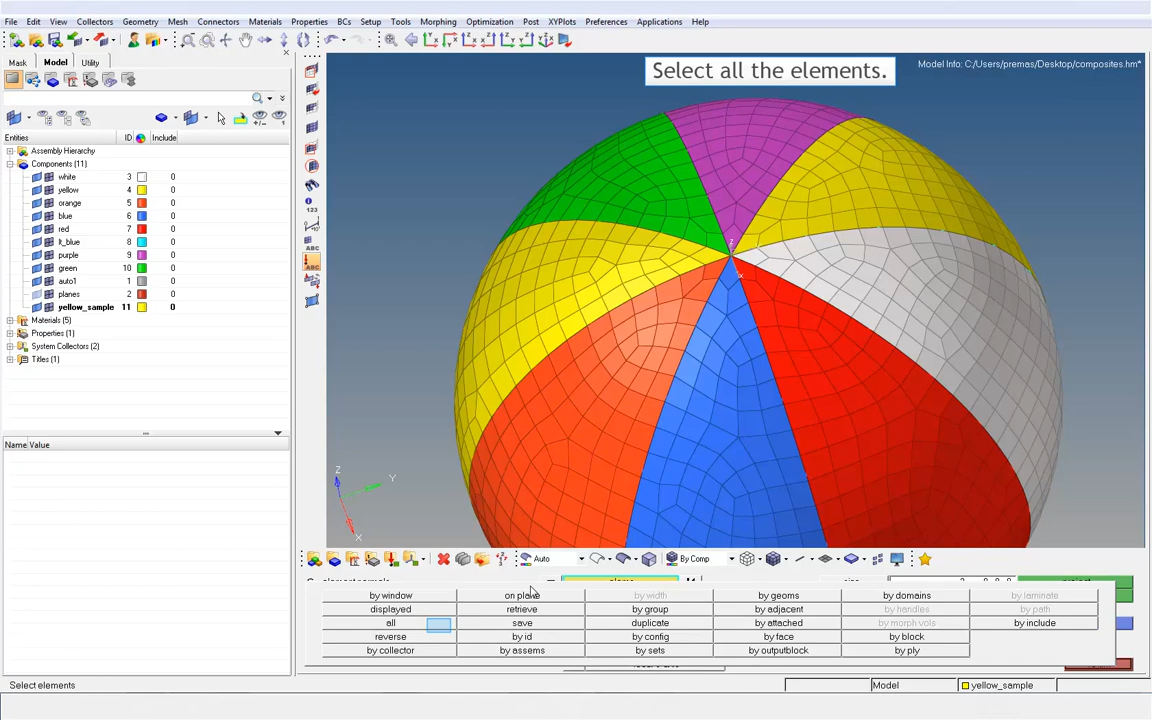 File Edit View Collectors Geometry Mesh Connectors Materials Properties BCs Setup Tools Morphing Optimization Post XYPlots Preferences Applications Help
Mask Model Utility
Select all the elements.
Model Info: C:/Users/premas/Desktop/composites.hm*
Entities ID Include
Assembly Hierarchy
Components (11)
white 3 0
yellow 4 0
orange 5 0
blue 6 0
red 7 0
lt_blue 8 0
purple 9 0
green 10 0
auto1 1 0
planes 2 0
yellow_sample 11 0
Materials (5)
Properties (1)
System Collectors (2)
Titles (1)
Name Value
123
ABC
ABC
Z
X
Z
Y
X
Auto By Comp
by window on plane by width by geoms by domains by laminate
displayed retrieve by group by adjacent by handles by path
all save duplicate by attached by morph vols by include
reverse by id by config by face by block
by collector by assems by sets by outputblock by ply
Select elements
Model yellow_sample